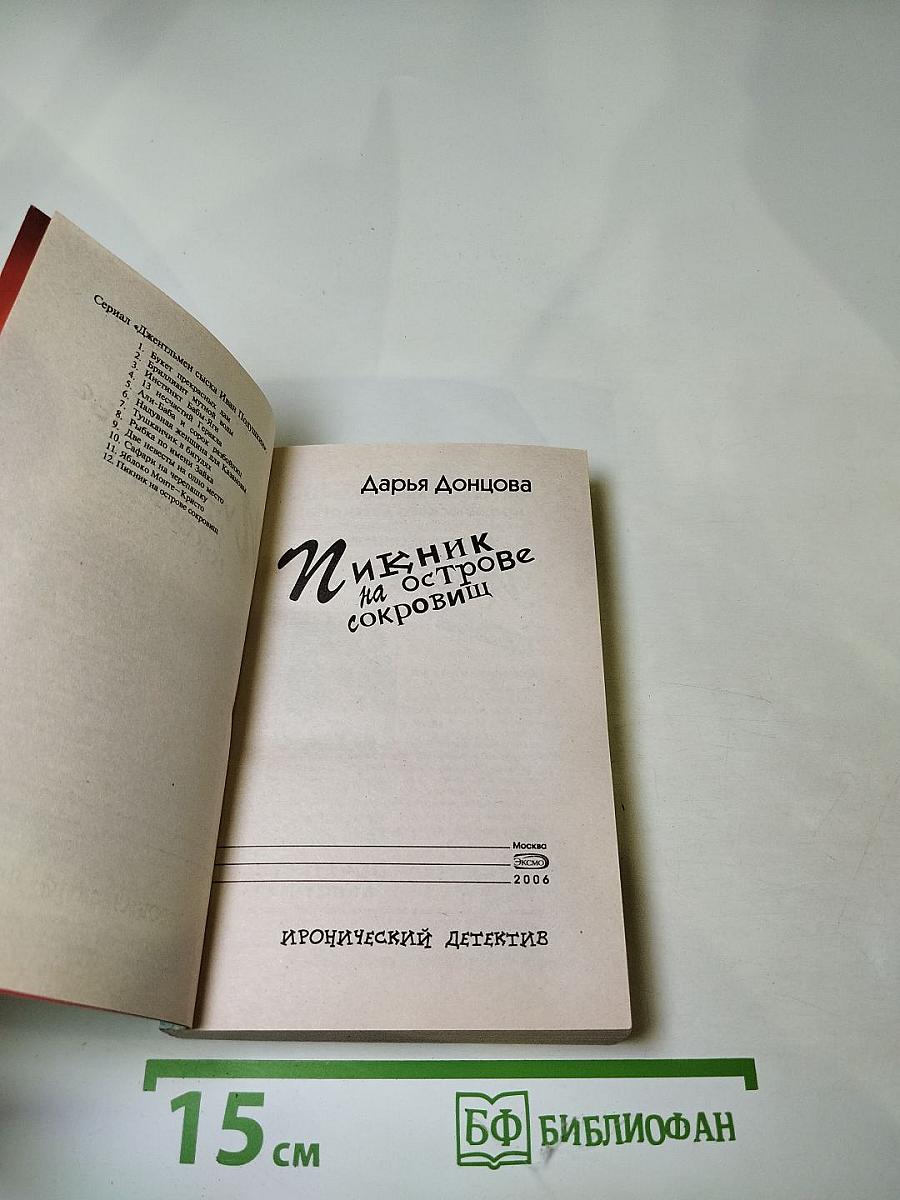 Сериал «Джентльмен сыска Иван Подушкин»
1. Букет прекрасных дам
2. Бриллиант мутной воды
3. Инстинкт Бабы-Яги
4. 13 несчастий Геракла
5. Али-Баба и сорок разбойниц
6. Надувная женщина для Казановы
7. Тушканчик в бигудях
8. Рыбка по имени Зайка
9. Две невесты на одно место
10. Сафари на черепашку
11. Яблоко Монте-Кристо
12. Пикник на острове сокровищ
Дарья Донцова
Пикник
на острове
сокровищ
Москва
Эксмо
2006
ИРОНИЧЕСКИЙ ДЕТЕКТИВ
15 см
БФ БИБЛИОФАН